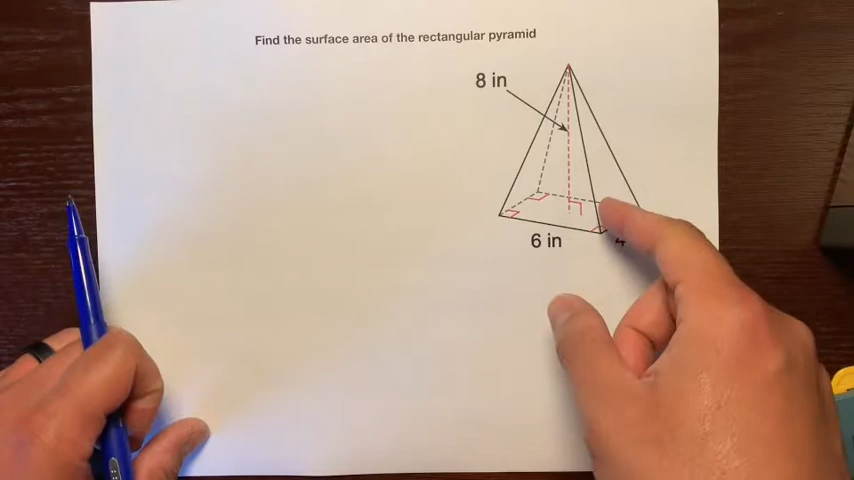 Find the surface area of the rectangular pyramid
8 in
6 in